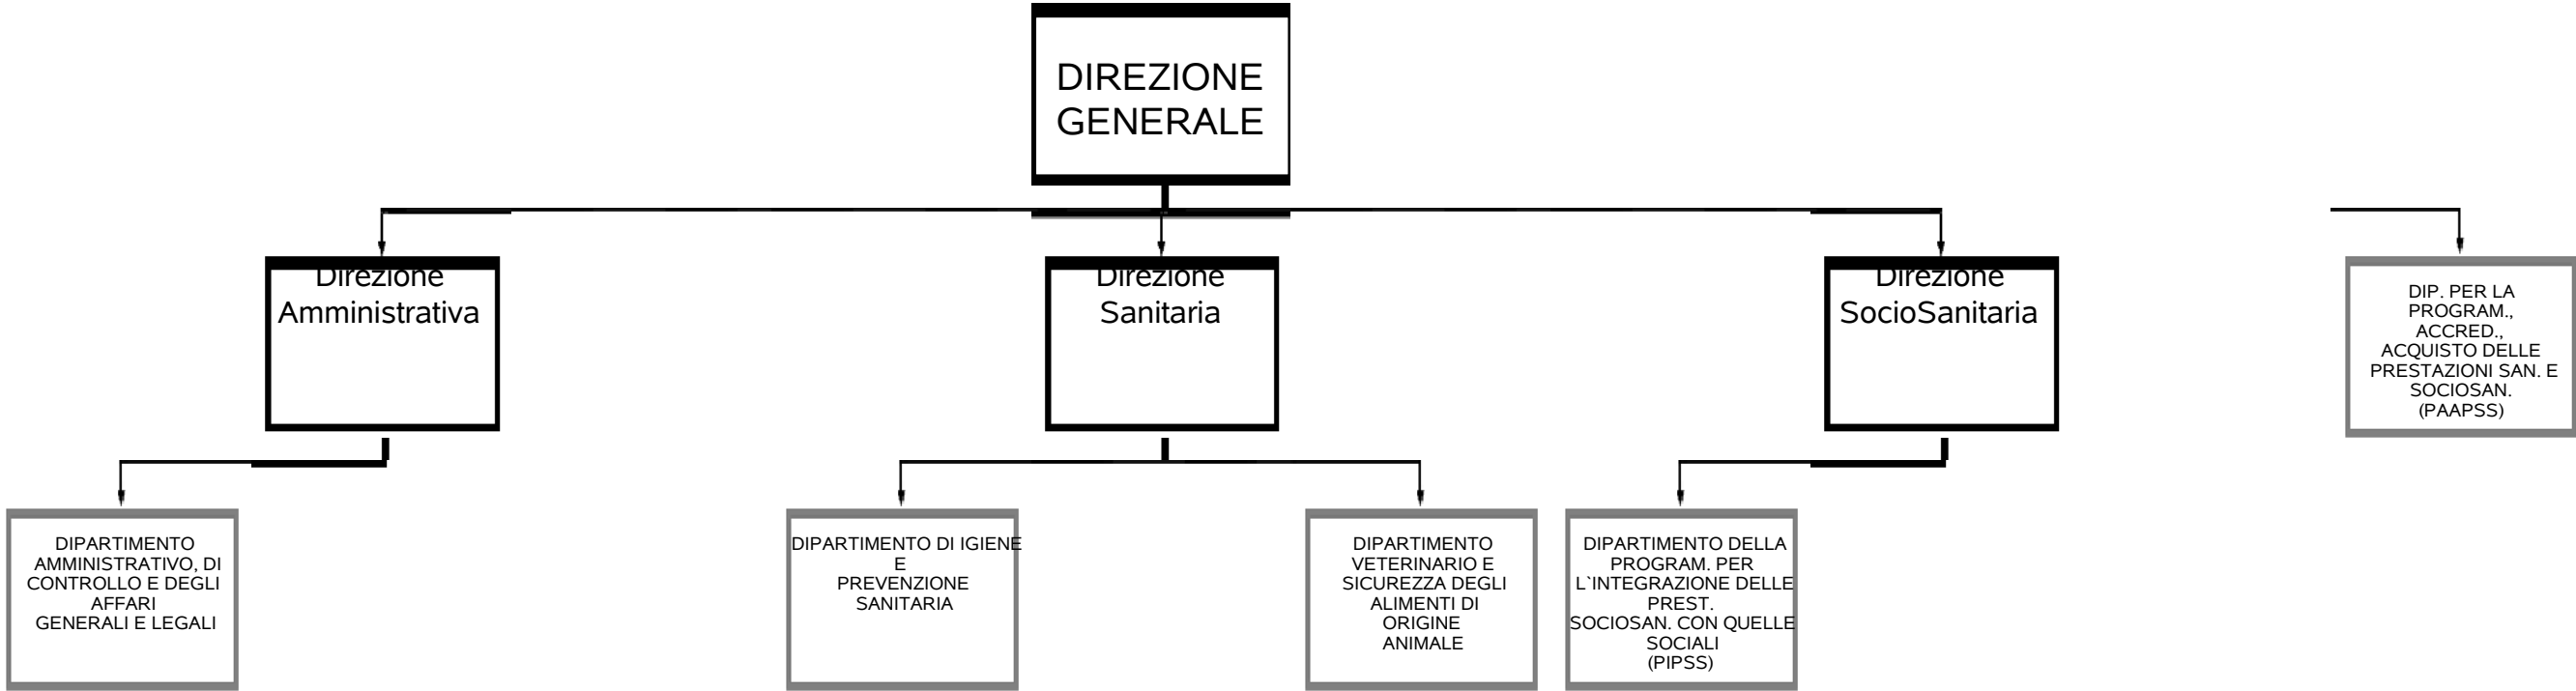 DIREZIONE
GENERALE
Direzione
Amministrativa
Direzione
Sanitaria
Direzione
SocioSanitaria
DIP. PER LA
PROGRAM.,
ACCRED.,
ACQUISTO DELLE
PRESTAZIONI SAN. E
SOCIOSAN.
(PAAPSS)
DIPARTIMENTO
AMMINISTRATIVO, DI
CONTROLLO E DEGLI
AFFARI
GENERALI E LEGALI
DIPARTIMENTO DI IGIENE
E
PREVENZIONE
SANITARIA
DIPARTIMENTO
VETERINARIO E
SICUREZZA DEGLI
ALIMENTI DI
ORIGINE
ANIMALE
DIPARTIMENTO DELLA
PROGRAM. PER
L`INTEGRAZIONE DELLE
PREST.
SOCIOSAN. CON QUELLE
SOCIALI
(PIPSS)